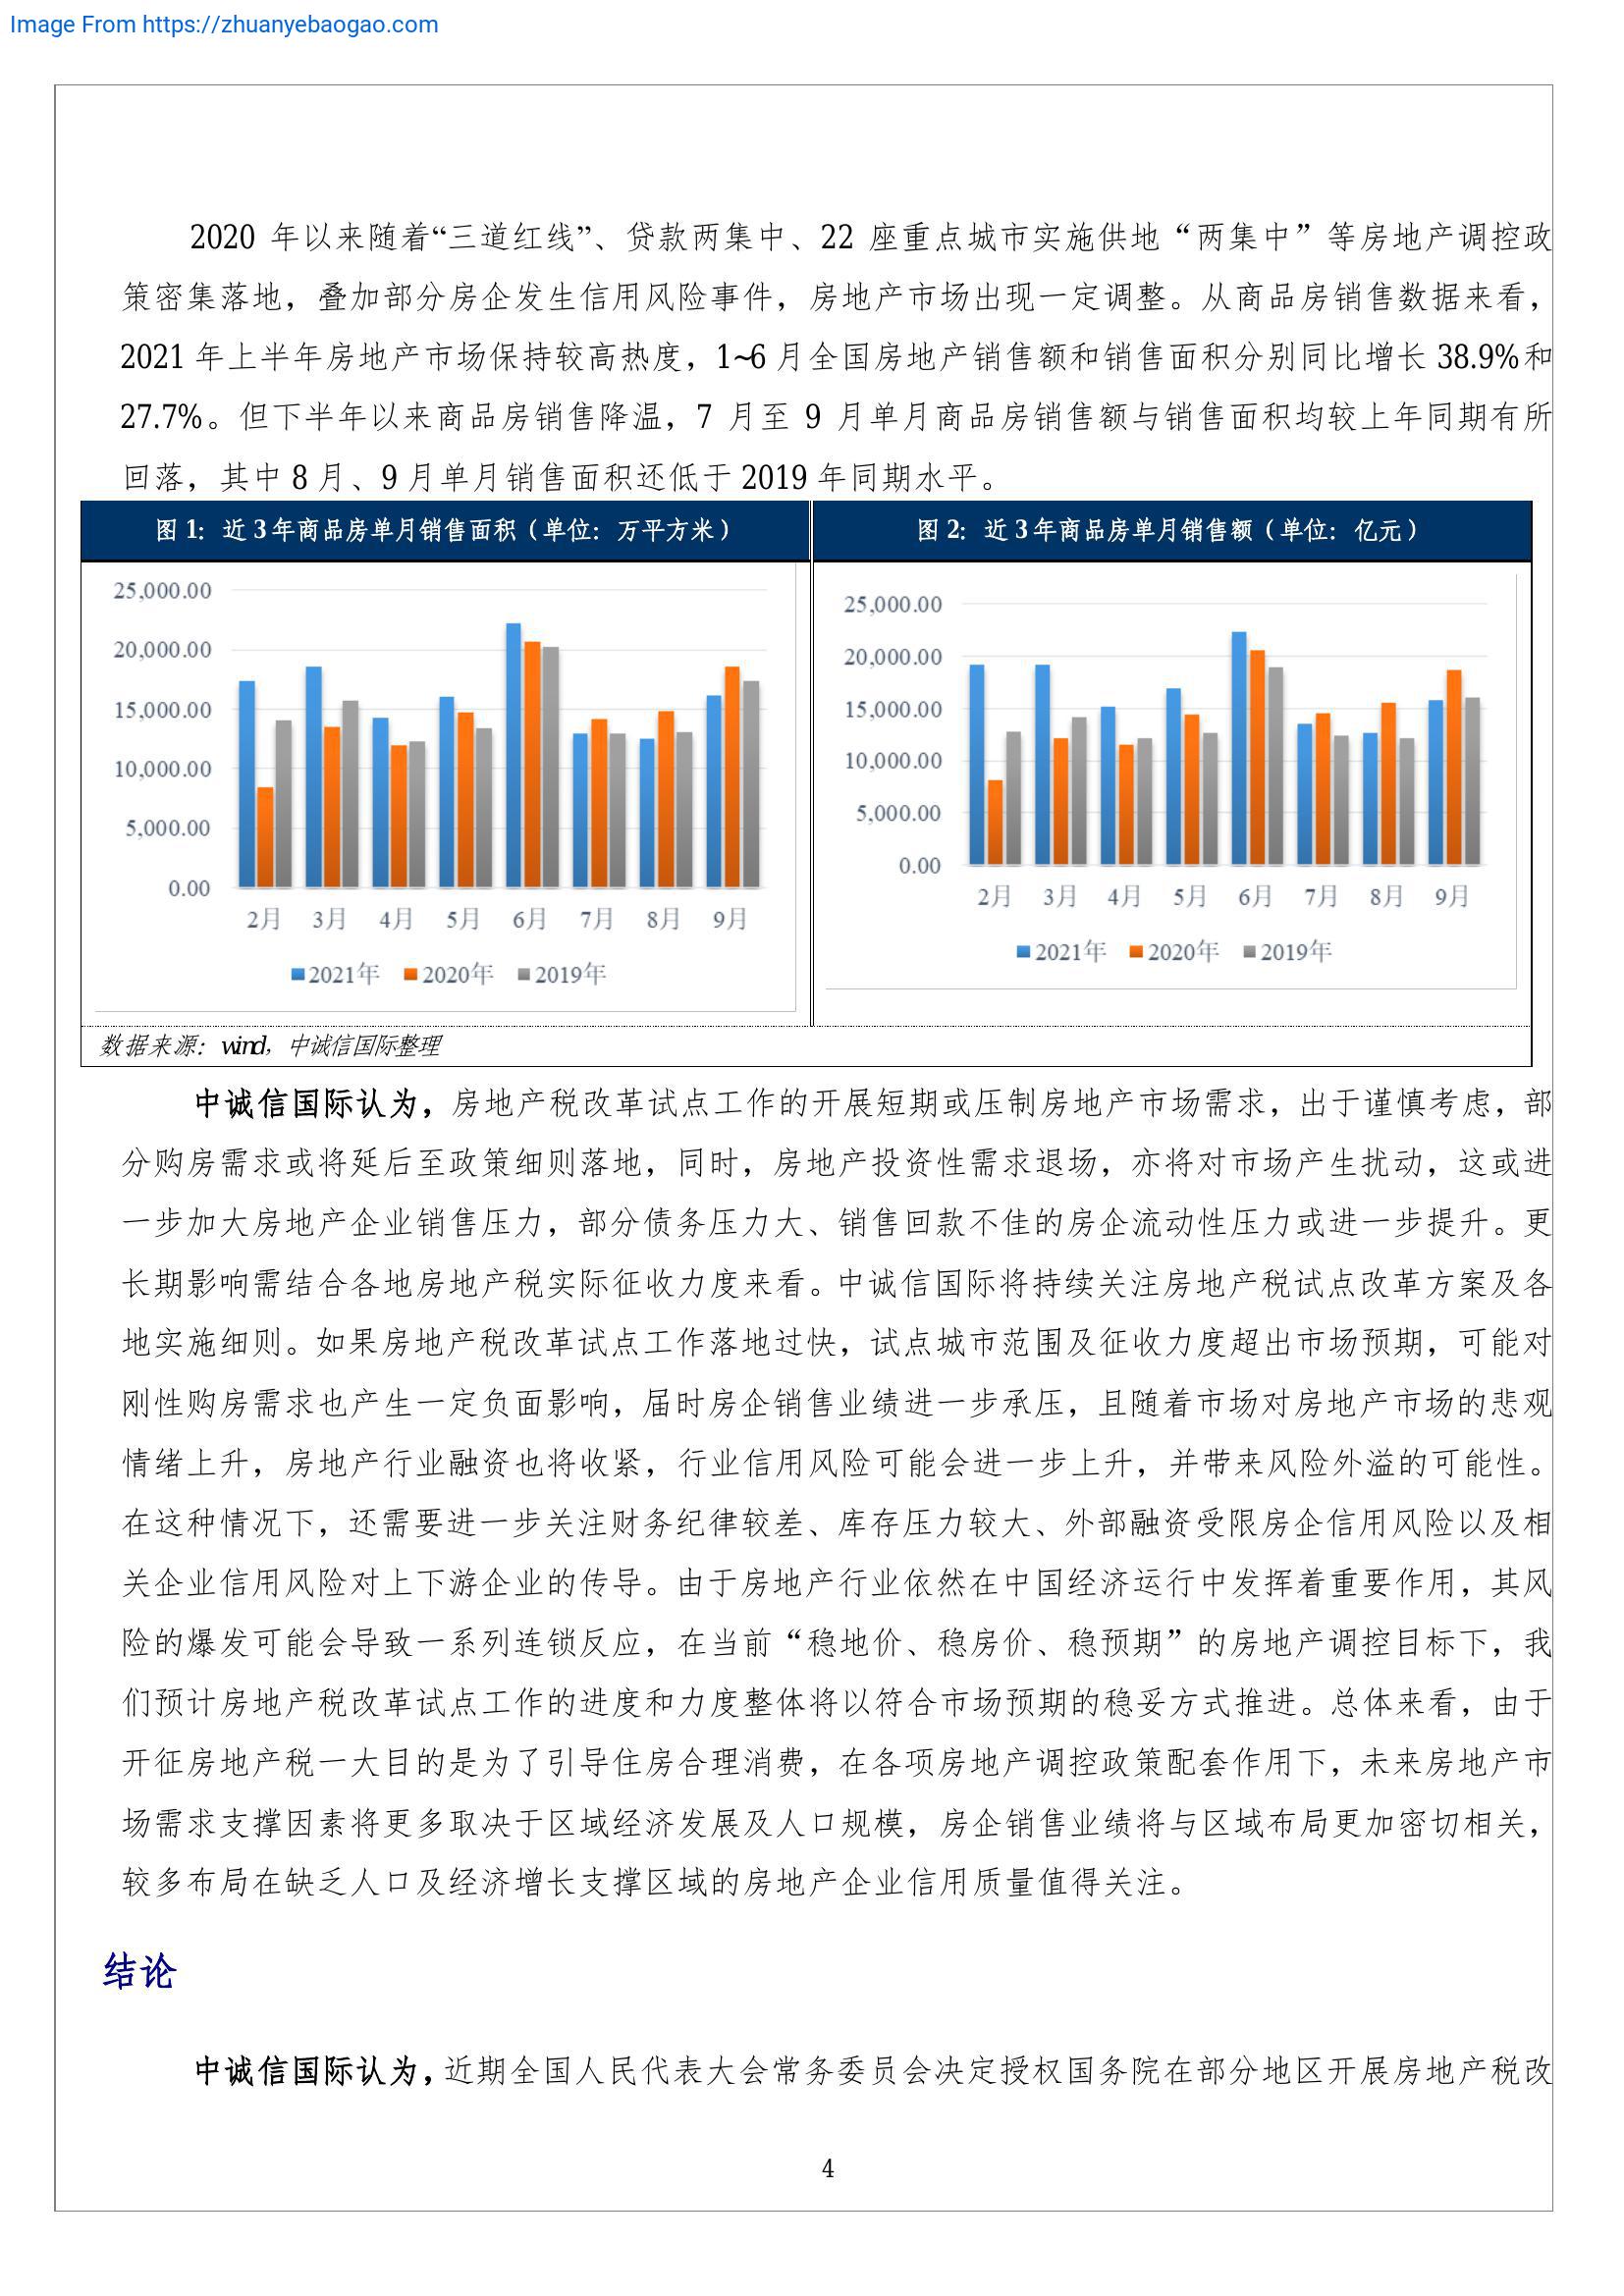 Image From https://zhuanyebaogao.com
2020 年以来随着“三道红线”、贷款两集中、22 座重点城市实施供地“两集中”等房地产调控政
策密集落地，叠加部分房企发生信用风险事件，房地产市场出现一定调整。从商品房销售数据来看，
2021 年上半年房地产市场保持较高热度，1~6 月全国房地产销售额和销售面积分别同比增长 38.9%和
27.7%。但下半年以来商品房销售降温，7 月至 9 月单月商品房销售额与销售面积均较上年同期有所
回落，其中 8 月、9 月单月销售面积还低于 2019 年同期水平。
图 1：近 3 年商品房单月销售面积（单位：万平方米）
25,000.00
20,000.00
15,000.00
10,000.00
5,000.00
0.00
2月 3月 4月 5月 6月 7月 8月 9月
2021年 2020年 2019年
图 2：近 3 年商品房单月销售额（单位：亿元）
25,000.00
20,000.00
15,000.00
10,000.00
5,000.00
0.00
2月 3月 4月 5月 6月 7月 8月 9月
2021年 2020年 2019年
数据来源：wind，中诚信国际整理
中诚信国际认为，房地产税改革试点工作的开展短期或压制房地产市场需求，出于谨慎考虑，部
分购房需求或将延后至政策细则落地，同时，房地产投资性需求退场，亦将对市场产生扰动，这或进
一步加大房地产企业销售压力，部分债务压力大、销售回款不佳的房企流动性压力或进一步提升。更
长期影响需结合各地房地产税实际征收力度来看。中诚信国际将持续关注房地产税试点改革方案及各
地实施细则。如果房地产税改革试点工作落地过快，试点城市范围及征收力度超出市场预期，可能对
刚性购房需求也产生一定负面影响，届时房企销售业绩进一步承压，且随着市场对房地产市场的悲观
情绪上升，房地产行业融资也将收紧，行业信用风险可能会进一步上升，并带来风险外溢的可能性。
在这种情况下，还需要进一步关注财务纪律较差、库存压力较大、外部融资受限房企信用风险以及相
关企业信用风险对上下游企业的传导。由于房地产行业依然在中国经济运行中发挥着重要作用，其风
险的爆发可能会导致一系列连锁反应，在当前“稳地价、稳房价、稳预期”的房地产调控目标下，我
们预计房地产税改革试点工作的进度和力度整体将以符合市场预期的稳妥方式推进。总体来看，由于
开征房地产税一大目的是为了引导住房合理消费，在各项房地产调控政策配套作用下，未来房地产市
场需求支撑因素将更多取决于区域经济发展及人口规模，房企销售业绩将与区域布局更加密切相关，
较多布局在缺乏人口及经济增长支撑区域的房地产企业信用质量值得关注。
结论
中诚信国际认为，近期全国人民代表大会常务委员会决定授权国务院在部分地区开展房地产税改
4